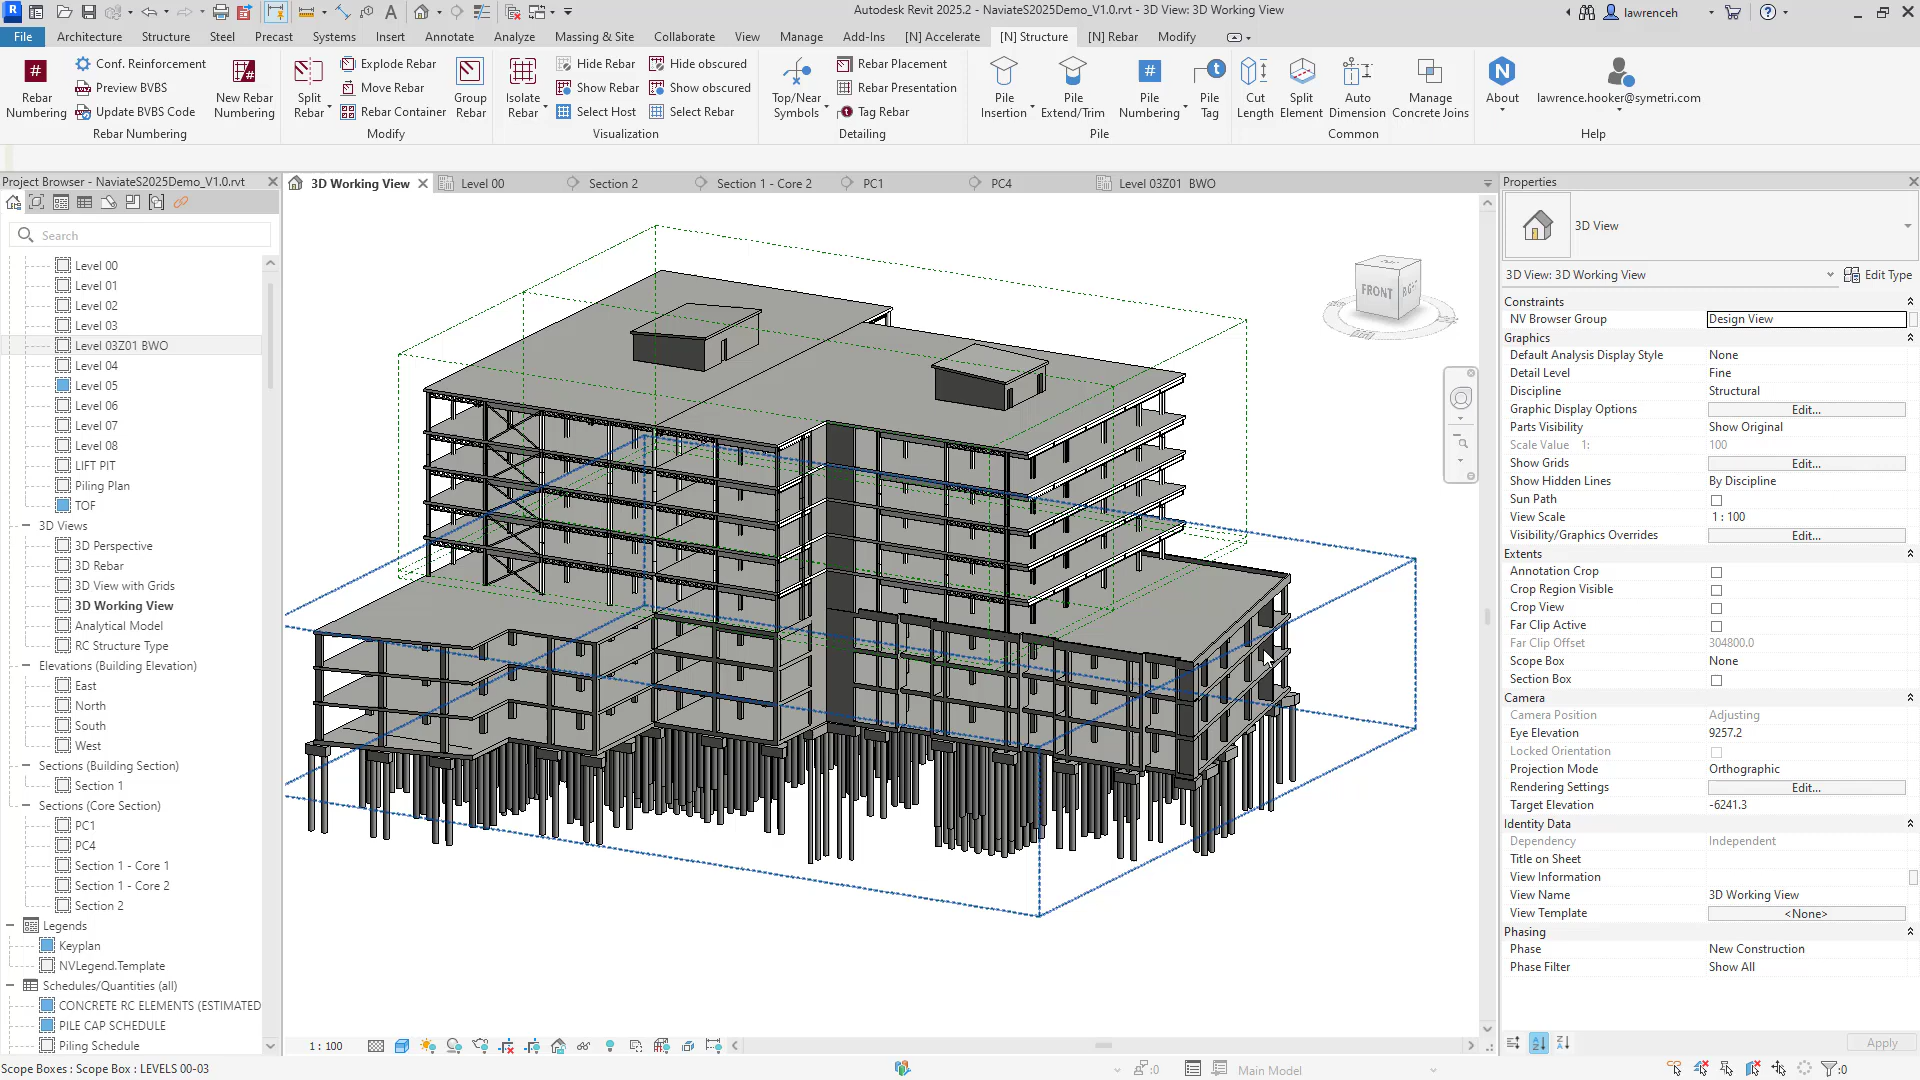 Autodesk Revit 2025.2 - NaviateS2025Demo_V1.0.rvt - 3D View: 3D Working View
lawrenceh
File Architecture Structure Steel Precast Systems Insert Annotate Analyze Massing & Site Collaborate View Manage Add-Ins [N] Accelerate [N] Structure [N] Rebar Modify
Rebar Numbering
Conf. Reinforcement
Preview BVBS
Update BVBS Code
New Rebar Numbering
Rebar Numbering
Split Rebar
Explode Rebar
Move Rebar
Rebar Container
Group Rebar
Modify
Isolate Rebar
Hide Rebar
Show Rebar
Select Host
Hide obscured
Show obscured
Select Rebar
Visualization
Top/Near Symbols
Rebar Placement
Rebar Presentation
Tag Rebar
Detailing
Pile Insertion
Pile Extend/Trim
Pile Numbering
Pile Tag
Pile
Cut Length
Split Element
Auto Dimension
Manage Concrete Joins
Common
About
lawrence.hooker@symetri.com
Help
Project Browser - NaviateS2025Demo_V1.0.rvt
Search
Level 00
Level 01
Level 02
Level 03
Level 03Z01 BWO
Level 04
Level 05
Level 06
Level 07
Level 08
LIFT PIT
Piling Plan
TOF
3D Views
3D Perspective
3D Rebar
3D View with Grids
3D Working View
Analytical Model
RC Structure Type
Elevations (Building Elevation)
East
North
South
West
Sections (Building Section)
Section 1
Sections (Core Section)
PC1
PC4
Section 1 - Core 1
Section 1 - Core 2
Section 2
Legends
Keyplan
NVLegend.Template
Schedules/Quantities (all)
CONCRETE RC ELEMENTS (ESTIMATED
PILE CAP SCHEDULE
Piling Schedule
3D Working View
Level 00
Section 2
Section 1 - Core 2
PC1
PC4
Level 03Z01 BWO
FRONT
1 : 100
Properties
3D View
3D View: 3D Working View
Edit Type
Constraints
NV Browser Group Design View
Graphics
Default Analysis Display Style None
Detail Level Fine
Discipline Structural
Graphic Display Options Edit...
Parts Visibility Show Original
Scale Value 1: 100
Show Grids Edit...
Show Hidden Lines By Discipline
Sun Path
View Scale 1 : 100
Visibility/Graphics Overrides Edit...
Extents
Annotation Crop
Crop Region Visible
Crop View
Far Clip Active
Far Clip Offset 304800.0
Scope Box None
Section Box
Camera
Camera Position Adjusting
Eye Elevation 9257.2
Locked Orientation
Projection Mode Orthographic
Rendering Settings Edit...
Target Elevation -6241.3
Identity Data
Dependency Independent
Title on Sheet
View Information
View Name 3D Working View
View Template <None>
Phasing
Phase New Construction
Phase Filter Show All
Apply
Scope Boxes : Scope Box : LEVELS 00-03
:0
Main Model
:0